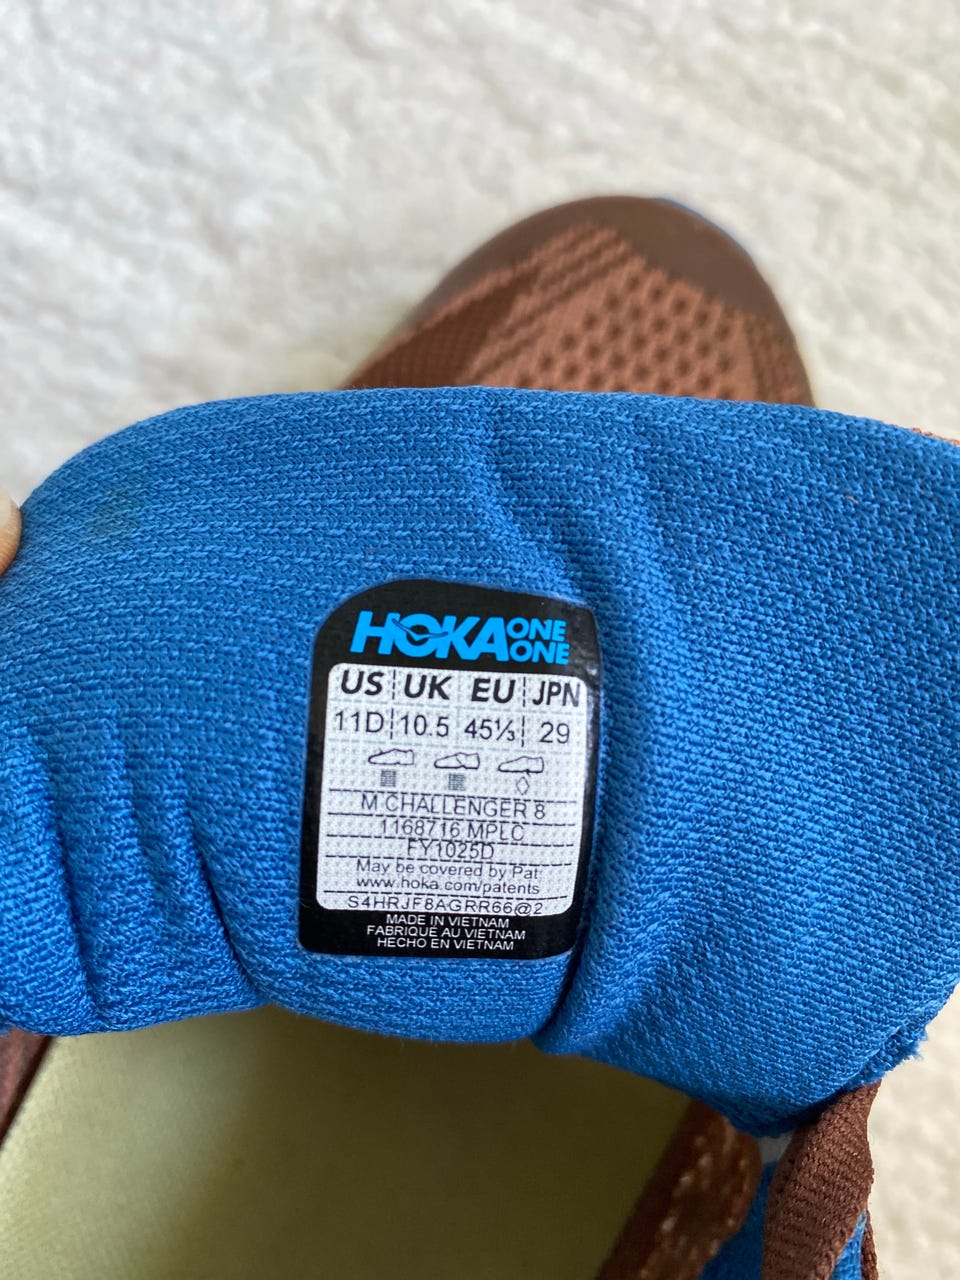 HOKA ONE ONE
US UK EU JPN
11D 10.5 45⅓ 29
M CHALLENGER 8
1168716 MPLC
FY1025D
May be covered by Pat:
www.hoka.com/patents
S4HRJF8AGRR66@2
MADE IN VIETNAM
FABRIQUÉ AU VIETNAM
HECHO EN VIETNAM